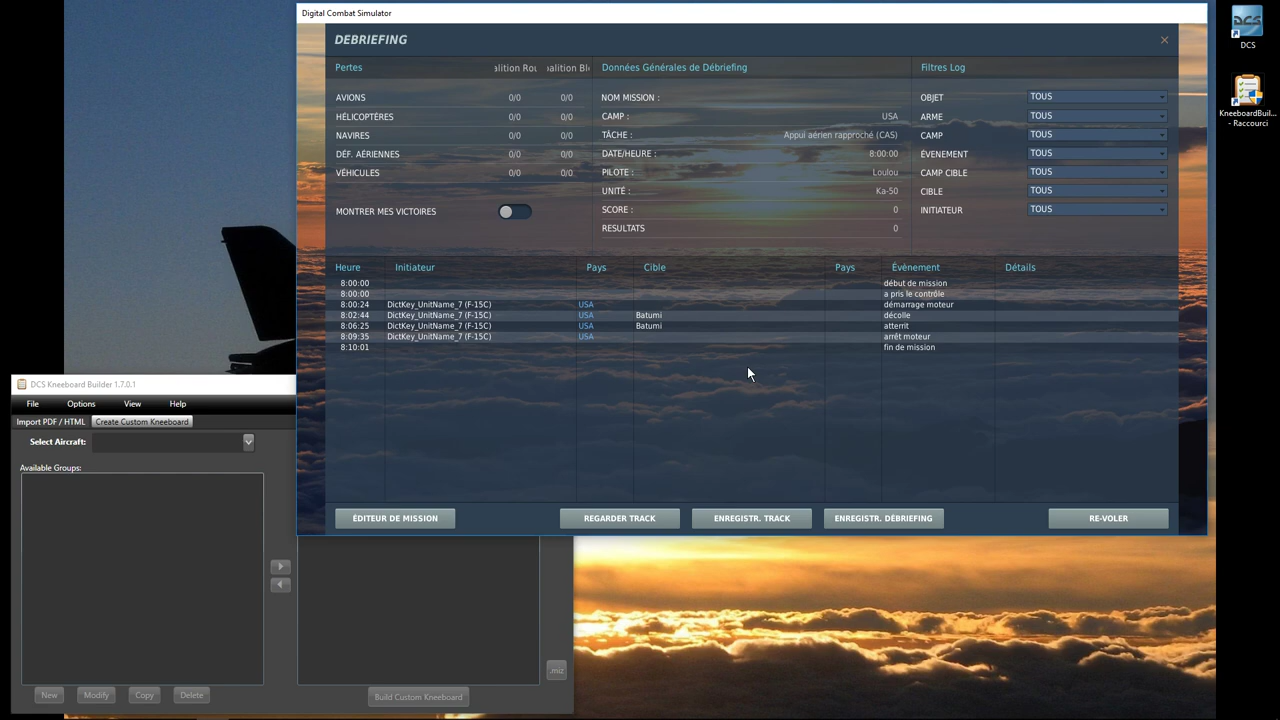 Digital Combat Simulator
DEBRIEFING
Pertes alition Rou alition Bl Données Générales de Débriefing Filtres Log
AVIONS 0/0 0/0 NOM MISSION : OBJET TOUS
HÉLICOPTÈRES 0/0 0/0 CAMP : USA ARME TOUS
NAVIRES 0/0 0/0 TÂCHE : Appui aérien rapproché (CAS) CAMP TOUS
DÉF. AÉRIENNES 0/0 0/0 DATE/HEURE : 8:00:00 ÉVENEMENT TOUS
VÉHICULES 0/0 0/0 PILOTE : Loulou CAMP CIBLE TOUS
UNITÉ : Ka-50 CIBLE TOUS
MONTRER MES VICTOIRES SCORE : 0 INITIATEUR TOUS
RESULTATS 0
Heure Initiateur Pays Cible Pays Évènement Détails
8:00:00 début de mission
8:00:00 a pris le contrôle
8:00:24 DictKey_UnitName_7 (F-15C) USA démarrage moteur
8:02:44 DictKey_UnitName_7 (F-15C) USA Batumi décolle
8:06:25 DictKey_UnitName_7 (F-15C) USA Batumi atterrit
8:09:35 DictKey_UnitName_7 (F-15C) USA arrêt moteur
8:10:01 fin de mission
ÉDITEUR DE MISSION REGARDER TRACK ENREGISTR. TRACK ENREGISTR. DÉBRIEFING RE-VOLER
DCS
DCS
KneeboardBuil...
- Raccourci
DCS Kneeboard Builder 1.7.0.1
File Options View Help
Import PDF / HTML Create Custom Kneeboard
Select Aircraft:
Available Groups:
.miz
New Modify Copy Delete Build Custom Kneeboard